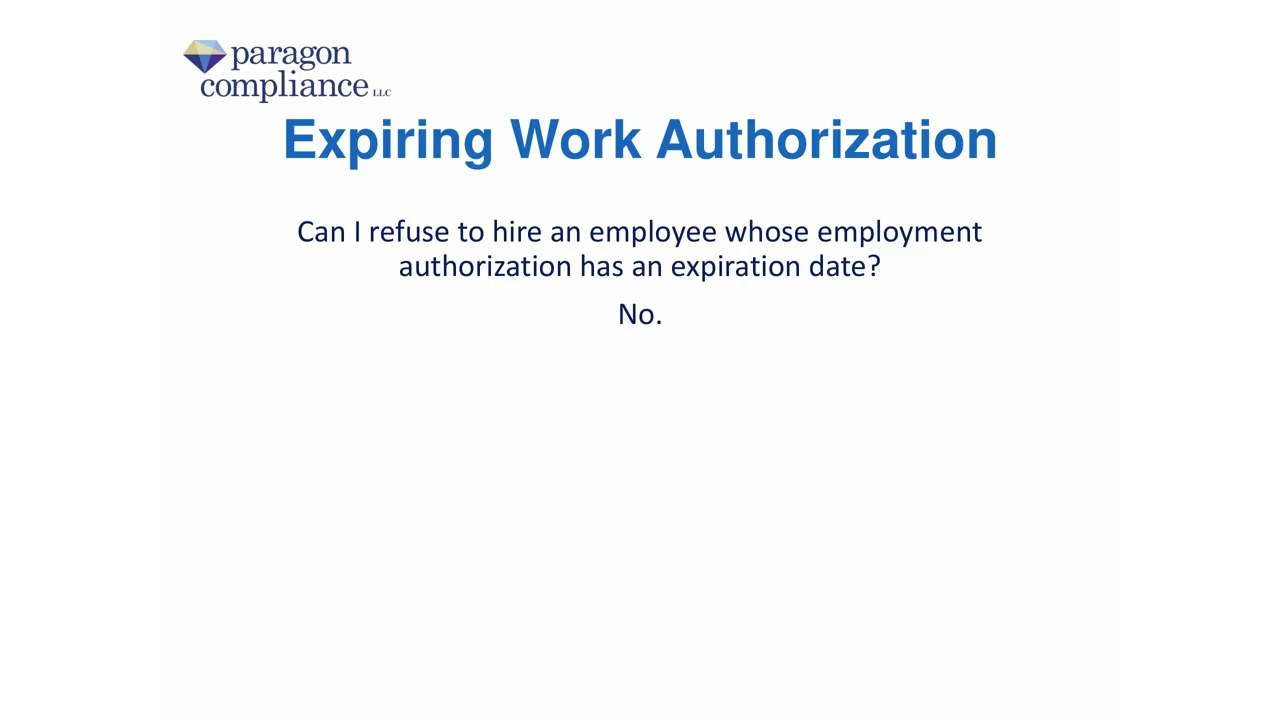 paragon
compliance LLC
Expiring Work Authorization
Can I refuse to hire an employee whose employment
authorization has an expiration date?
No.